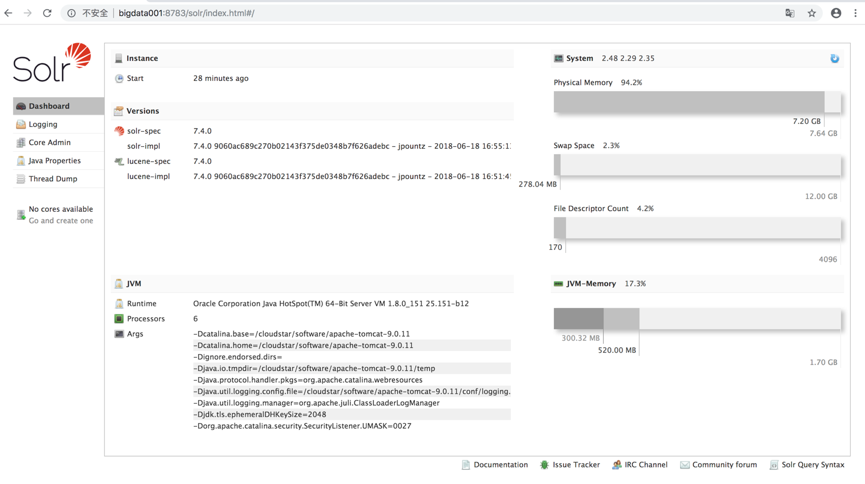 不安全 | bigdata001:8783/solr/index.html#/
Solr
Dashboard
Logging
Core Admin
Java Properties
Thread Dump
No cores available
Go and create one
Instance
Start 28 minutes ago
Versions
solr-spec 7.4.0
solr-impl 7.4.0 9060ac689c270b02143f375de0348b7f626adebc - jpountz - 2018-06-18 16:55:1
lucene-spec 7.4.0
lucene-impl 7.4.0 9060ac689c270b02143f375de0348b7f626adebc - jpountz - 2018-06-18 16:51:4
System 2.48 2.29 2.35
Physical Memory 94.2%
7.20 GB
7.64 GB
Swap Space 2.3%
278.04 MB
12.00 GB
File Descriptor Count 4.2%
170
4096
JVM
Runtime Oracle Corporation Java HotSpot(TM) 64-Bit Server VM 1.8.0_151 25.151-b12
Processors 6
Args -Dcatalina.base=/cloudstar/software/apache-tomcat-9.0.11
-Dcatalina.home=/cloudstar/software/apache-tomcat-9.0.11
-Dignore.endorsed.dirs=
-Djava.io.tmpdir=/cloudstar/software/apache-tomcat-9.0.11/temp
-Djava.protocol.handler.pkgs=org.apache.catalina.webresources
-Djava.util.logging.config.file=/cloudstar/software/apache-tomcat-9.0.11/conf/logging.
-Djava.util.logging.manager=org.apache.juli.ClassLoaderLogManager
-Djdk.tls.ephemeralDHKeySize=2048
-Dorg.apache.catalina.security.SecurityListener.UMASK=0027
JVM-Memory 17.3%
300.32 MB
520.00 MB
1.70 GB
Documentation Issue Tracker IRC Channel Community forum Solr Query Syntax